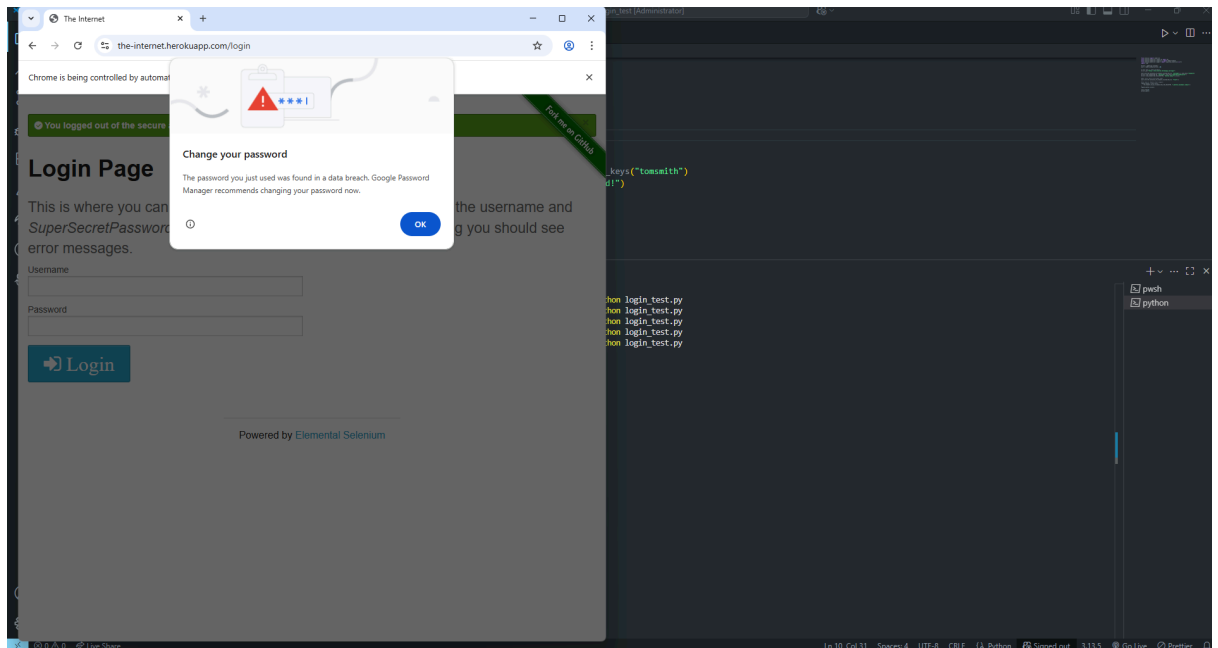 The Internet
gin_test [Administrator]
the-internet.herokuapp.com/login
Chrome is being controlled by automat
***|
You logged out of the secure
Fork me on GitHub
Change your password
The password you just used was found in a data breach. Google Password
Manager recommends changing your password now.
OK
Login Page
This is where you can
the username and
SuperSecretPassword
g you should see
error messages.
Username
Password
Login
Powered by Elemental Selenium
_keys("tomsmith")
d!")
hon login_test.py
hon login_test.py
hon login_test.py
hon login_test.py
hon login_test.py
pwsh
python
0 0 Live Share
Ln 10, Col 31 Spaces: 4 UTF-8 CRLF Python Signed out 3.13.5 Go Live Prettier